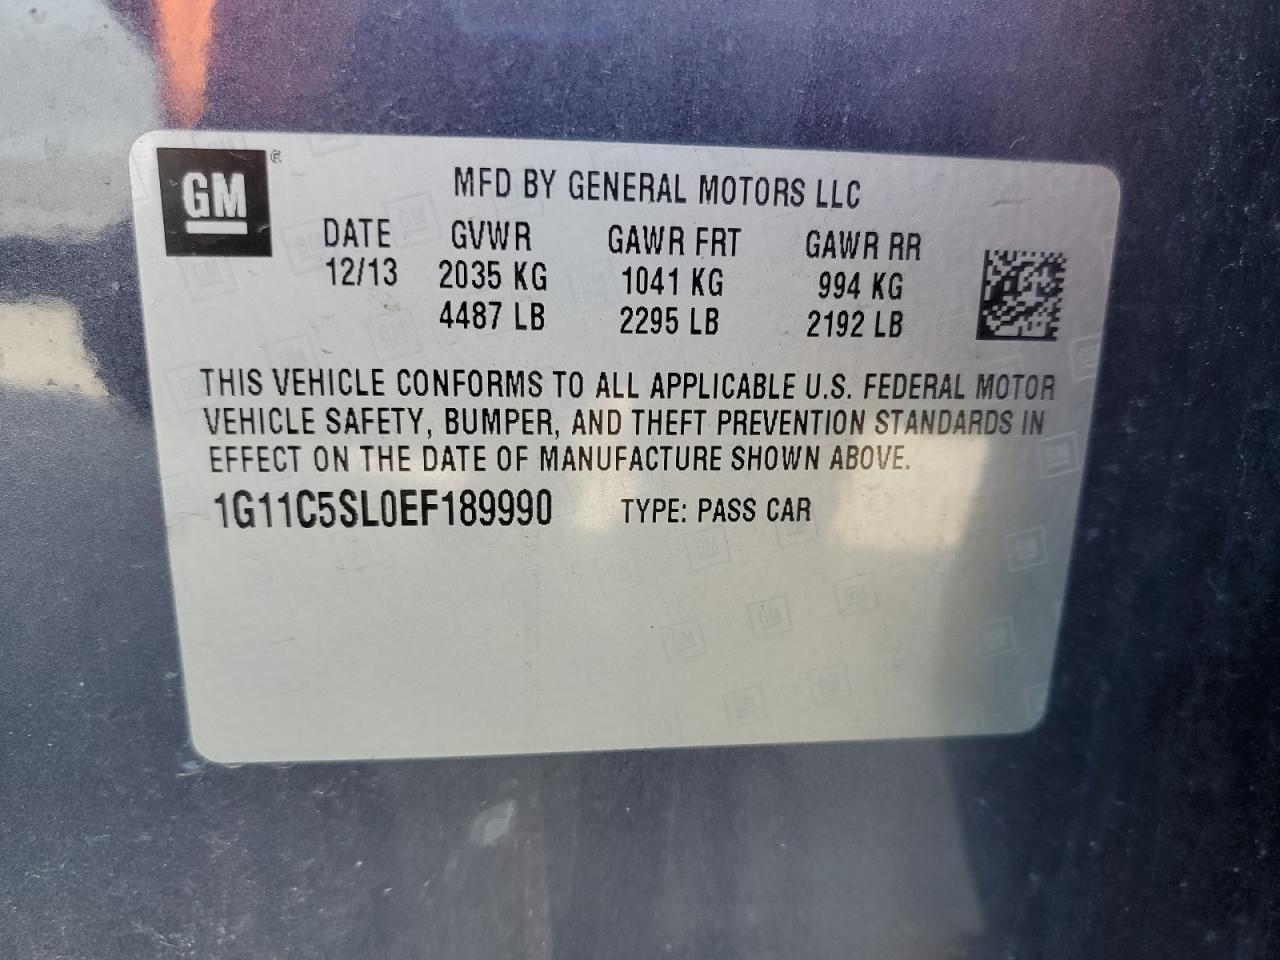 GM
MFD BY GENERAL MOTORS LLC
DATE GVWR GAWR FRT GAWR RR
12/13 2035 KG 1041 KG 994 KG
4487 LB 2295 LB 2192 LB
THIS VEHICLE CONFORMS TO ALL APPLICABLE U.S. FEDERAL MOTOR
VEHICLE SAFETY, BUMPER, AND THEFT PREVENTION STANDARDS IN
EFFECT ON THE DATE OF MANUFACTURE SHOWN ABOVE.
1G11C5SL0EF189990 TYPE: PASS CAR